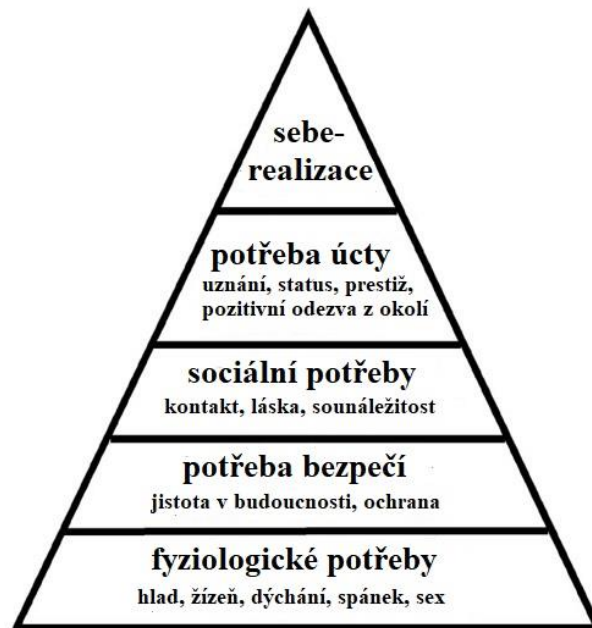 sebe-
realizace
potřeba úcty
uznání, status, prestiž,
pozitivní odezva z okolí
sociální potřeby
kontakt, láska, sounáležitost
potřeba bezpečí
jistota v budoucnosti, ochrana
fyziologické potřeby
hlad, žízeň, dýchání, spánek, sex